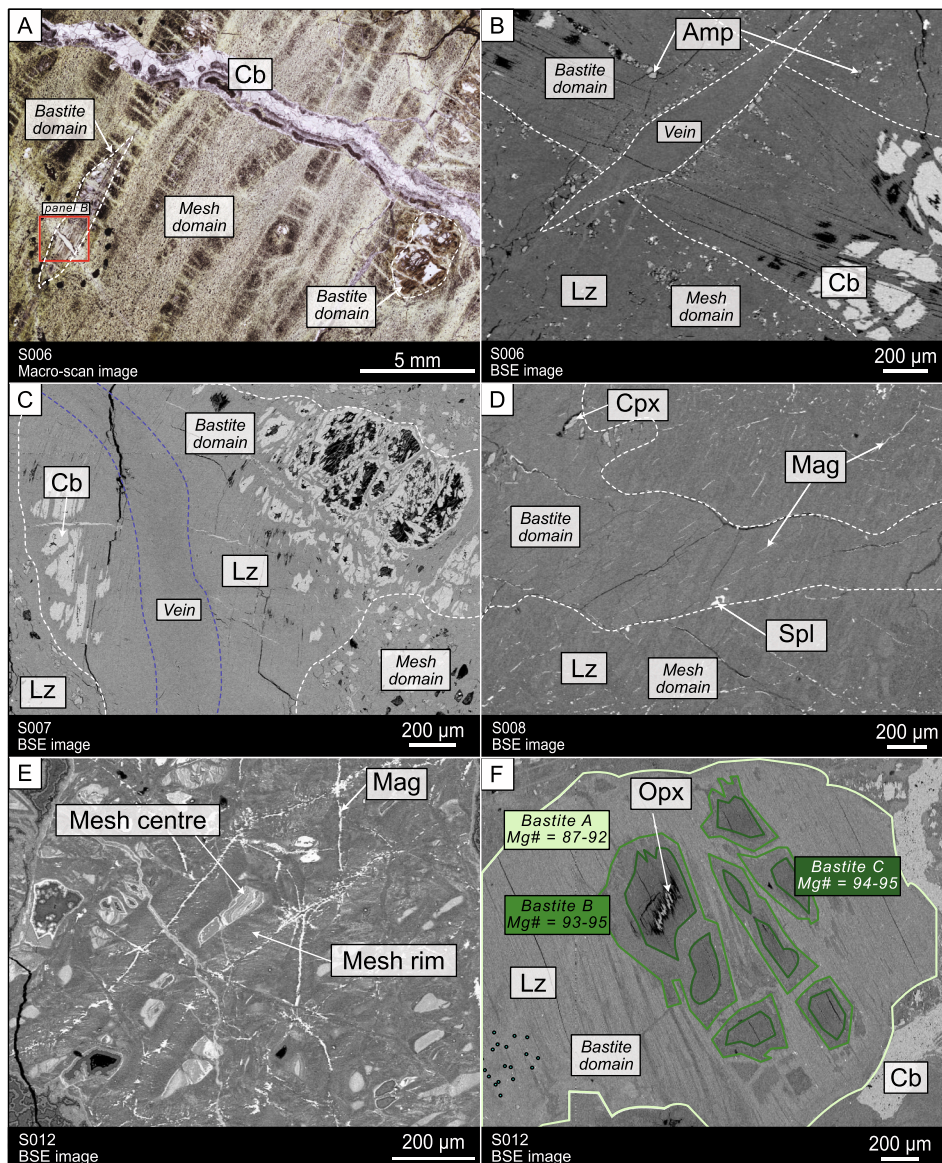 A
Cb
Bastite
domain
panel B
Mesh
domain
Bastite
domain
S006
Macro-scan image
5 mm
B
Amp
Bastite
domain
Vein
Lz
Mesh
domain
Cb
S006
BSE image
200 µm
C
Bastite
domain
Cb
Lz
Vein
Mesh
domain
Lz
S007
BSE image
200 µm
D
Cpx
Mag
Bastite
domain
Spl
Lz
Mesh
domain
S008
BSE image
200 µm
E
Mag
Mesh centre
Mesh rim
S012
BSE image
200 µm
F
Opx
Bastite A
Mg# = 87-92
Bastite C
Mg# = 94-95
Bastite B
Mg# = 93-95
Lz
Bastite
domain
Cb
S012
BSE image
200 µm